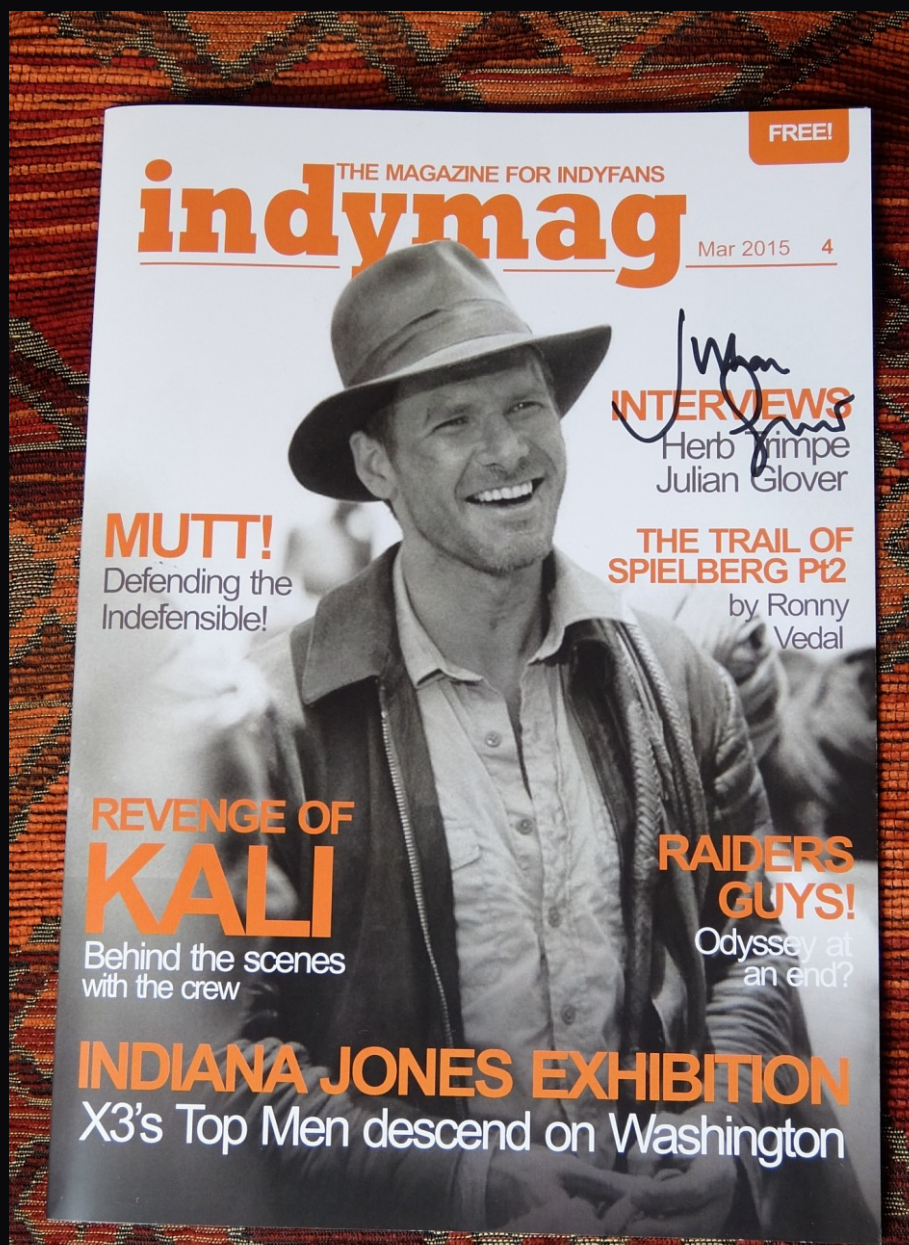 FREE!
THE MAGAZINE FOR INDYFANS
indymag
Mar 2015 4
INTERVIEWS
Herb Trimpe
Julian Glover
MUTT!
Defending the
Indefensible!
THE TRAIL OF
SPIELBERG Pt2
by Ronny
Vedal
REVENGE OF
KALI
Behind the scenes
with the crew
RAIDERS
GUYS!
Odyssey at
an end?
INDIANA JONES EXHIBITION
X3's Top Men descend on Washington